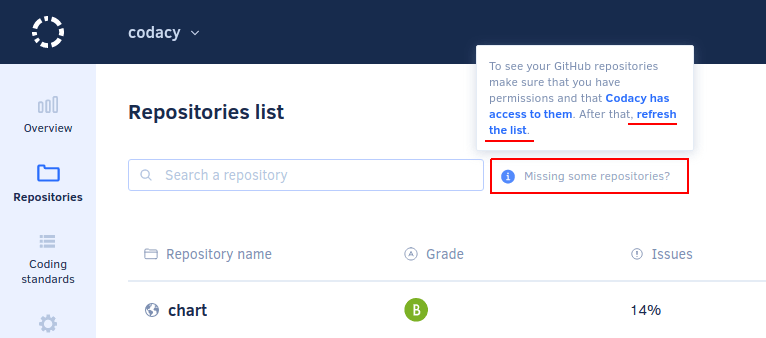 codacy
To see your GitHub repositories
make sure that you have
permissions and that Codacy has
access to them. After that, refresh
the list.
Overview
Repositories list
Search a repository
Missing some repositories?
Repositories
Coding
standards
Repository name
Grade
Issues
chart
B
14%